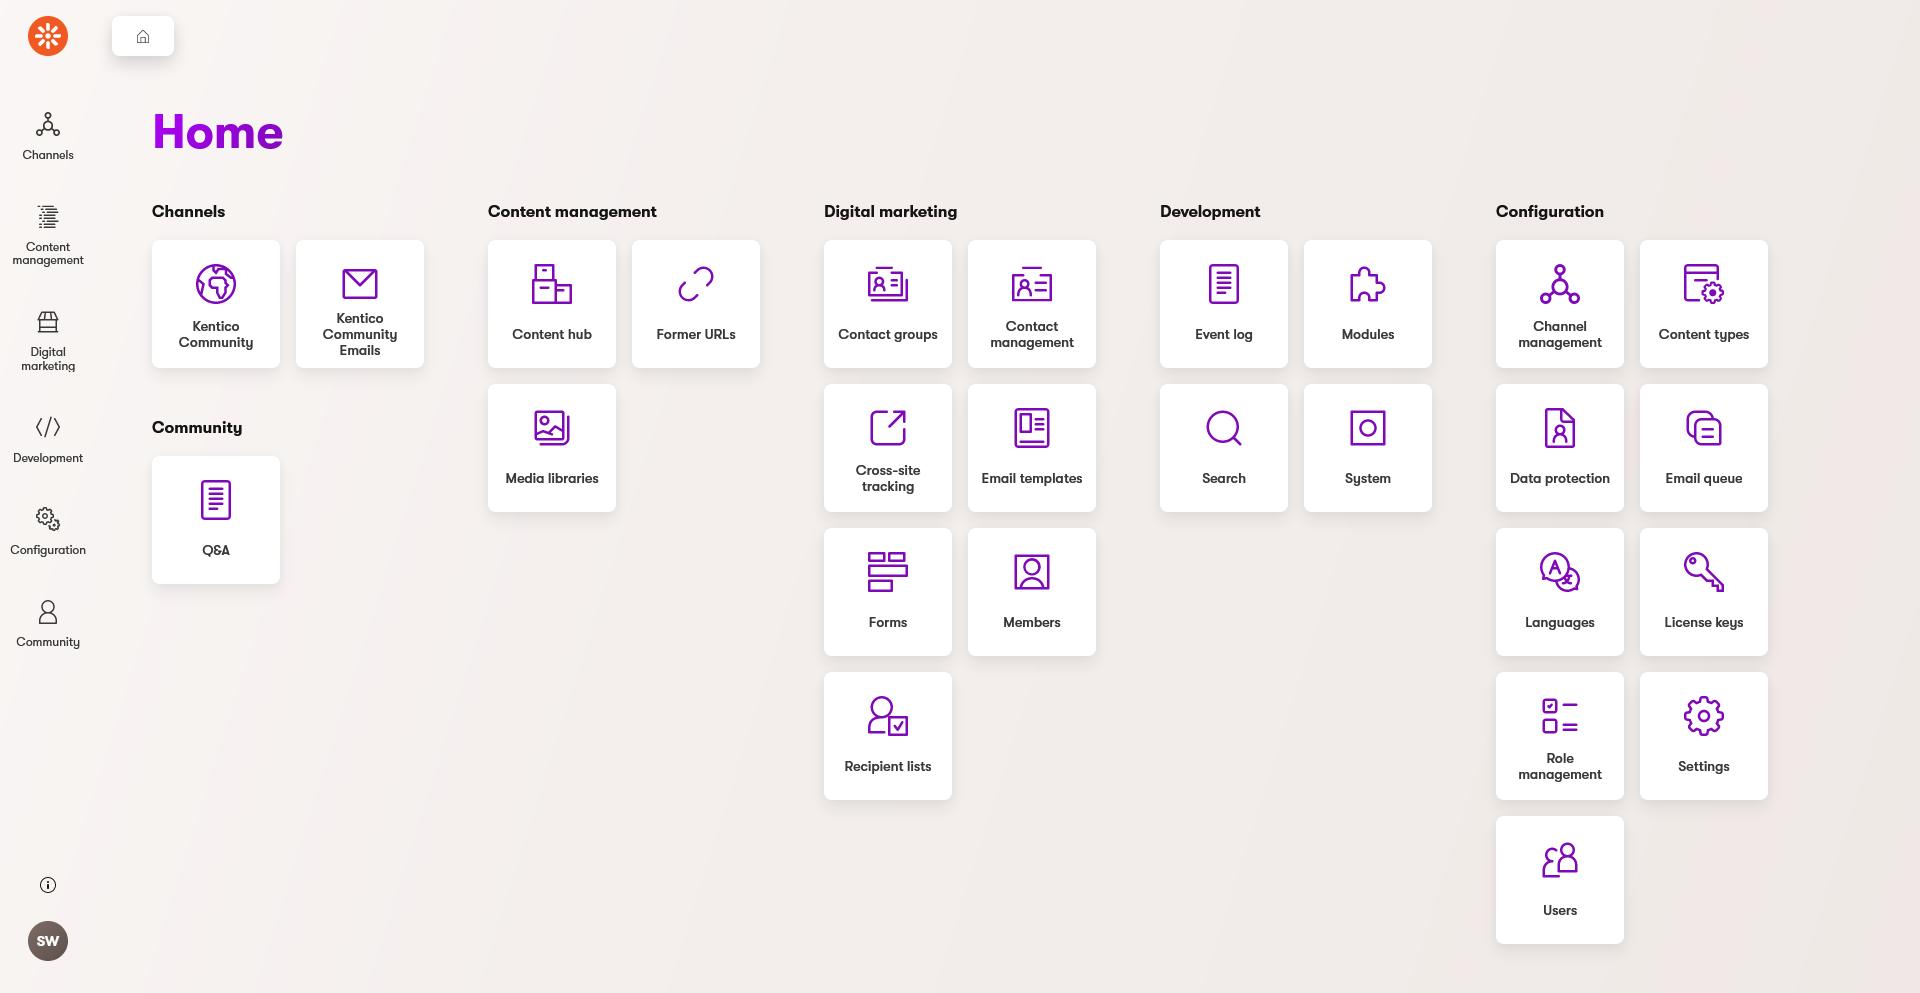 Channels
Content
management
Digital
marketing
Development
Configuration
Community
SW
Home
Channels
Kentico
Community
Kentico
Community
Emails
Community
Q&A
Content management
Content hub
Former URLs
Media libraries
Digital marketing
Contact groups
Contact
management
Cross-site
tracking
Email templates
Forms
Members
Recipient lists
Development
Event log
Modules
Search
System
Configuration
Channel
management
Content types
Data protection
Email queue
Languages
License keys
Role
management
Settings
Users